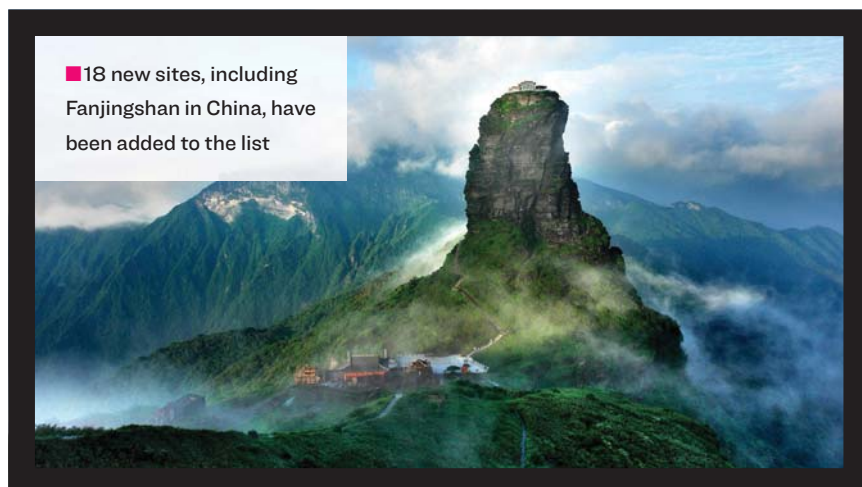 18 new sites, including
Fanjingshan in China, have
been added to the list